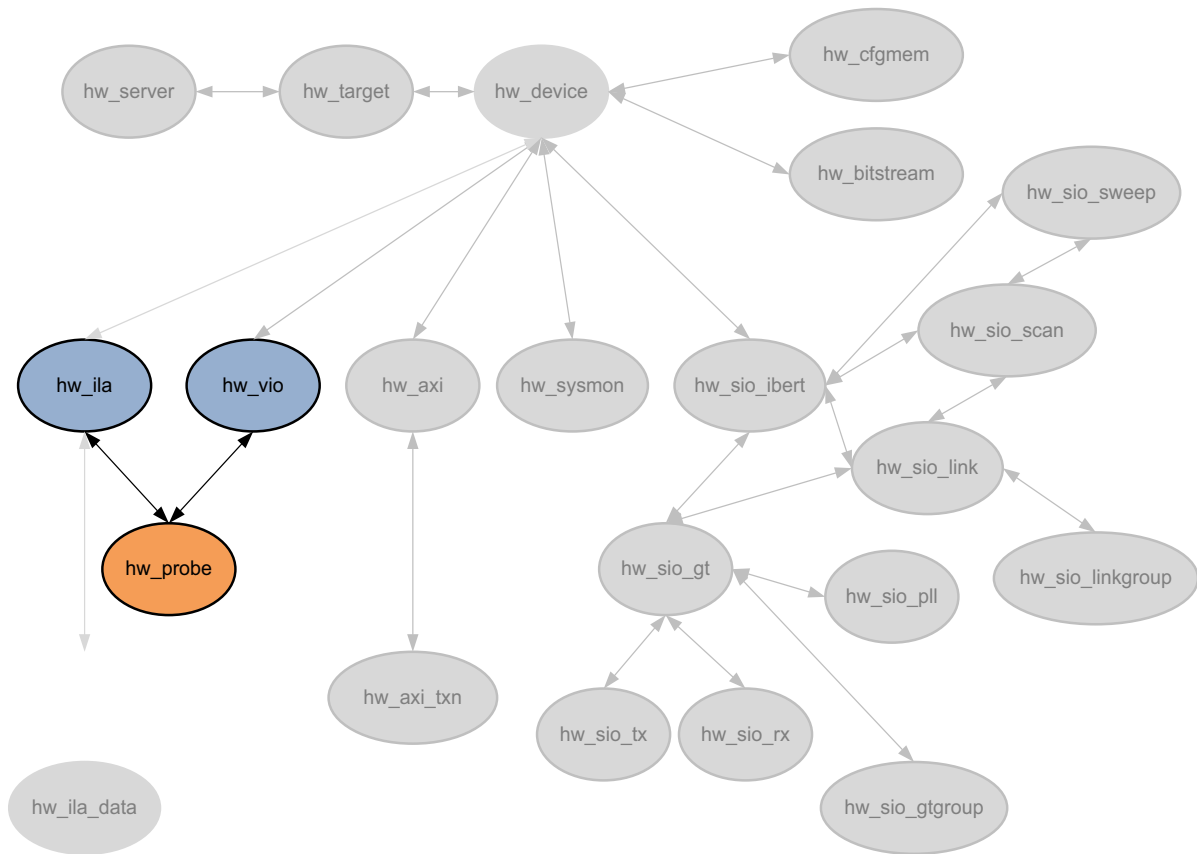 hw_cfgmem
hw_server
hw_target
hw_device
hw_bitstream
hw_sio_sweep
hw_sio_scan
hw_ila
hw_vio
hw_axi
hw_sysmon
hw_sio_ibert
hw_sio_link
hw_probe
hw_sio_gt
hw_sio_linkgroup
hw_sio_pll
hw_axi_txn
hw_sio_tx
hw_sio_rx
hw_ila_data
hw_sio_gtgroup